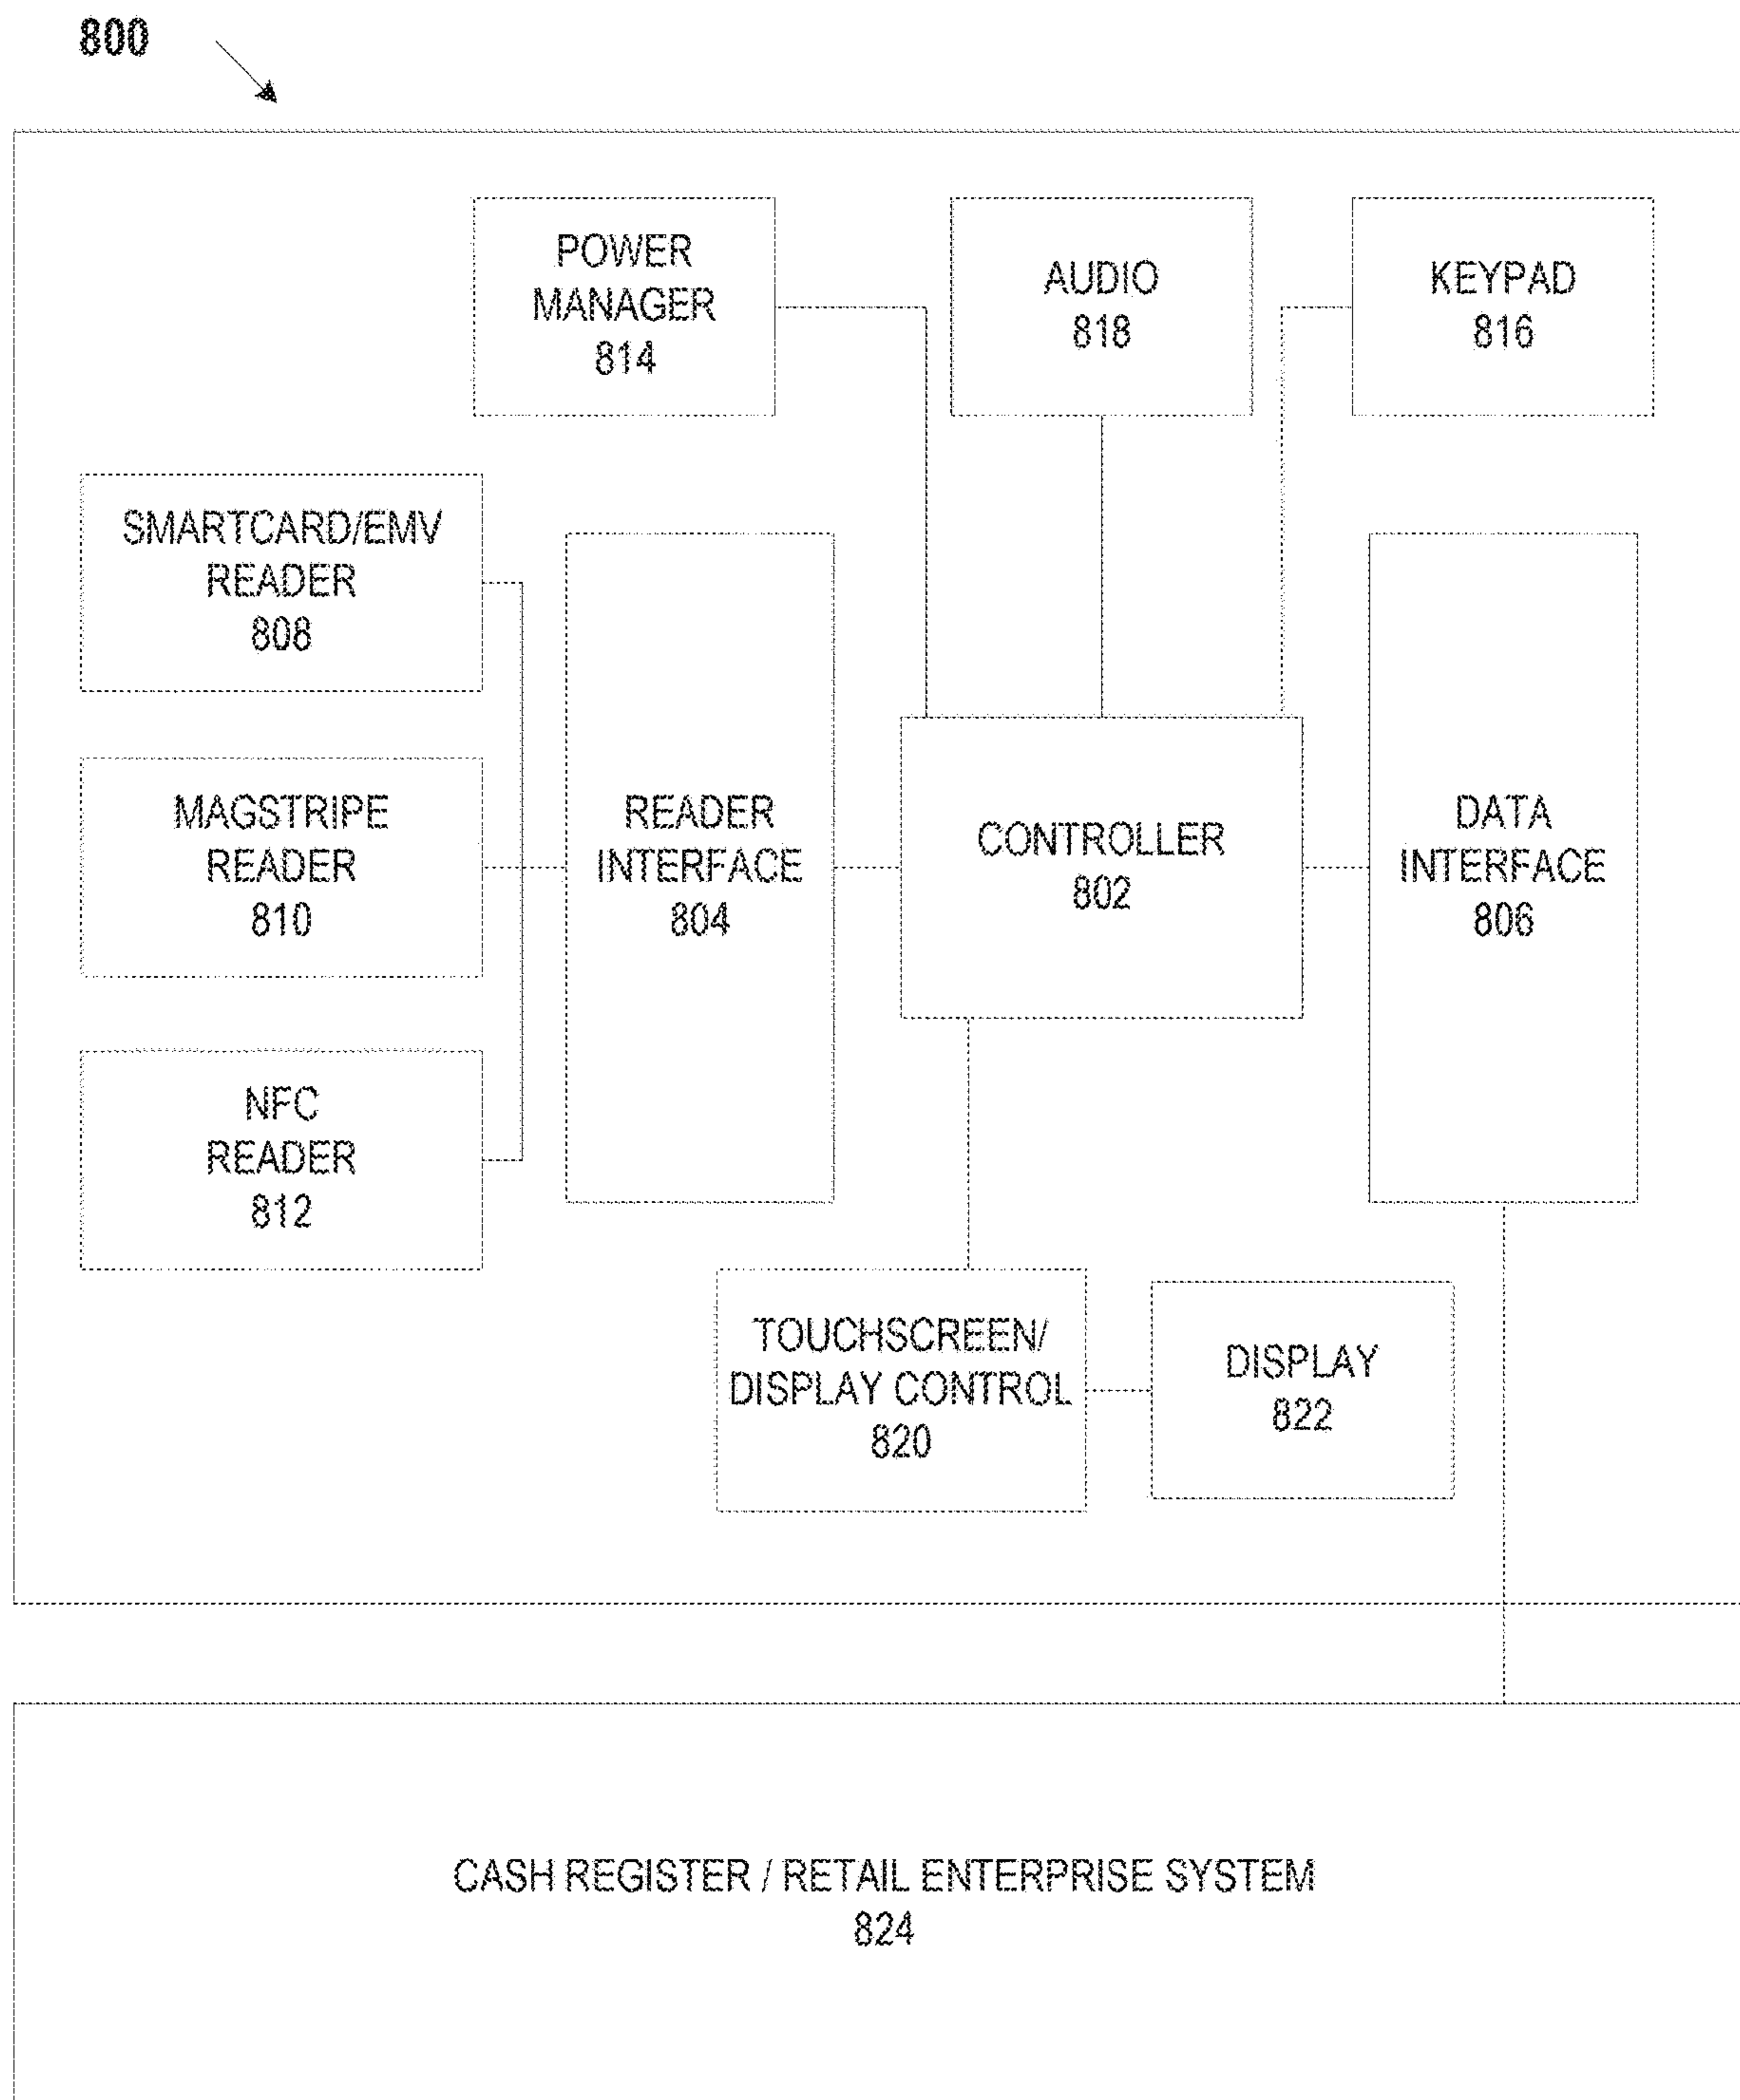 800
POWER
MANAGER
814
AUDIO
818
KEYPAD
816
SMARTCARD/EMV
READER
808
MAGSTRIPE
READER
810
NFC
READER
812
READER
INTERFACE
804
CONTROLLER
802
DATA
INTERFACE
806
TOUCHSCREEN/
DISPLAY CONTROL
820
DISPLAY
822
CASH REGISTER / RETAIL ENTERPRISE SYSTEM
824